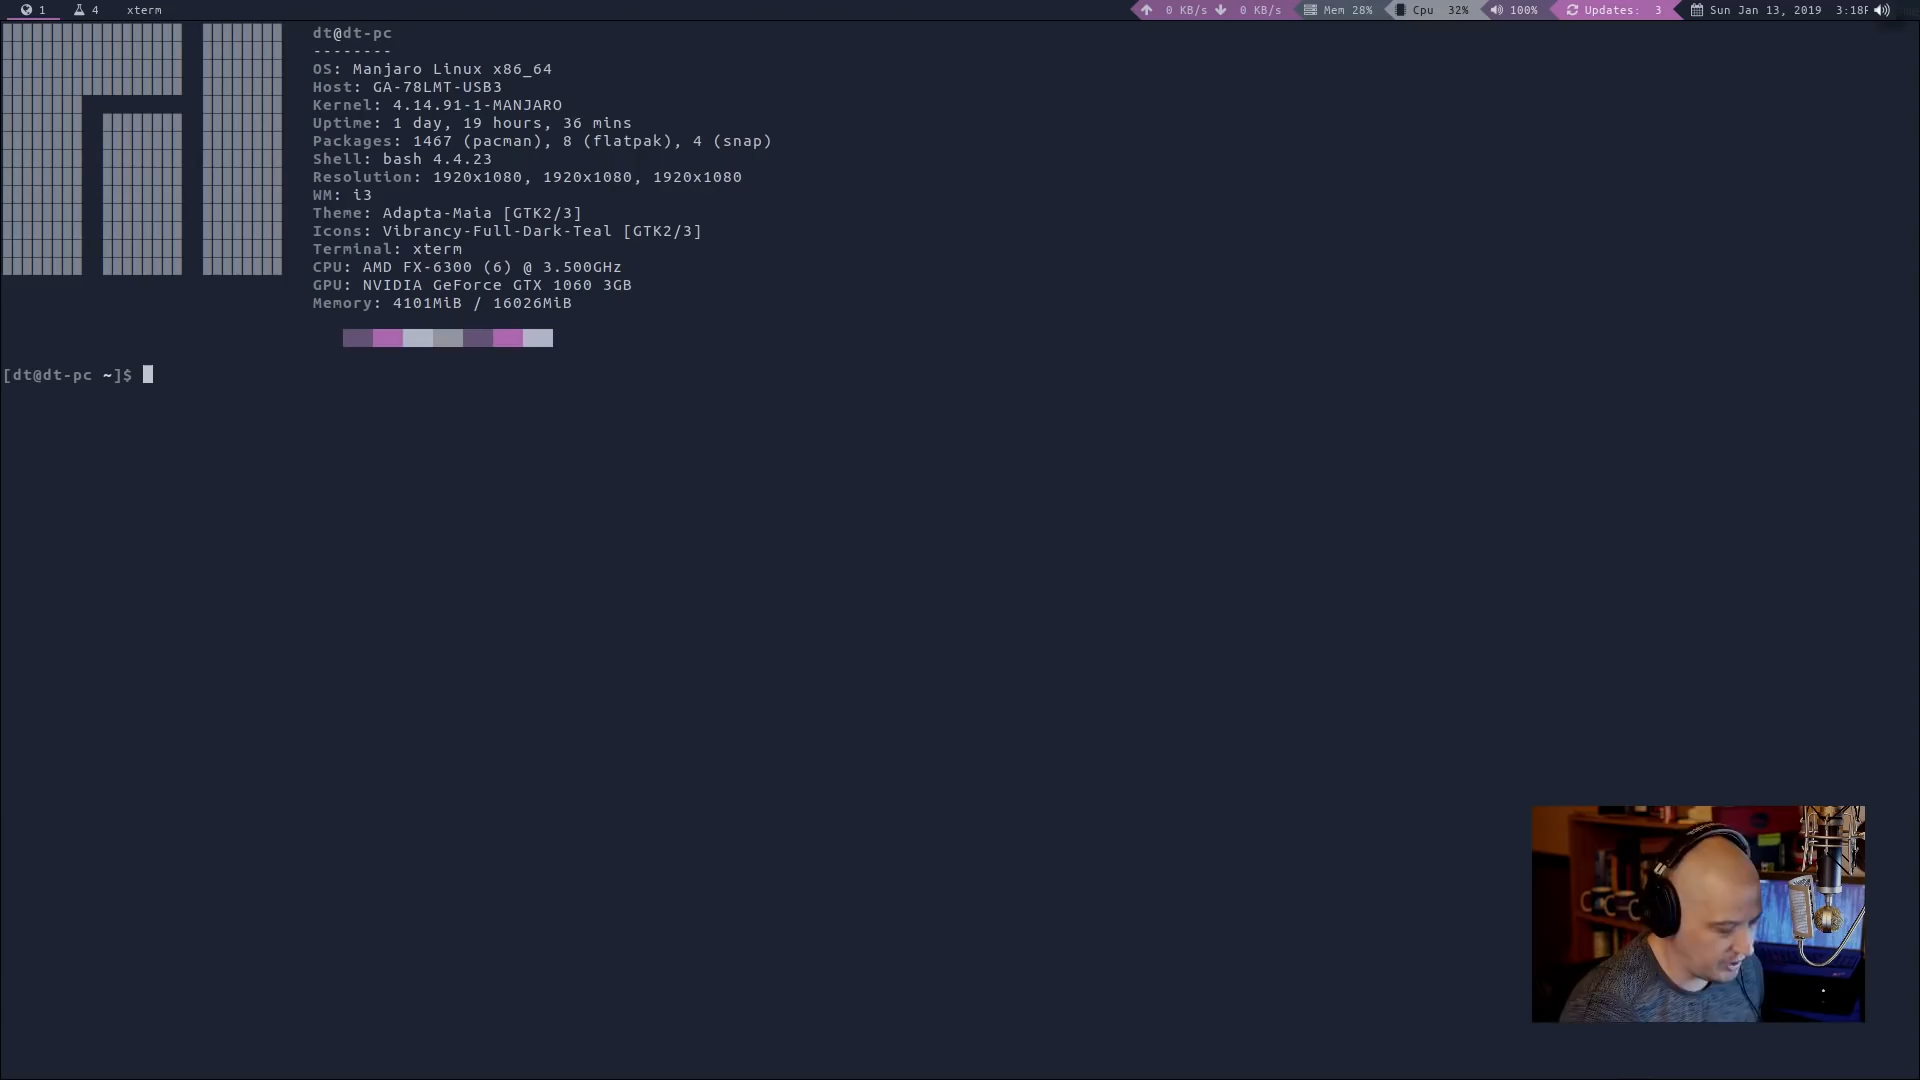 1 4 xterm 0 KB/s 0 KB/s Mem 28% Cpu 32% 100% Updates: 3 Sun Jan 13, 2019 3:18
dt@dt-pc
--------
OS: Manjaro Linux x86_64
Host: GA-78LMT-USB3
Kernel: 4.14.91-1-MANJARO
Uptime: 1 day, 19 hours, 36 mins
Packages: 1467 (pacman), 8 (flatpak), 4 (snap)
Shell: bash 4.4.23
Resolution: 1920x1080, 1920x1080, 1920x1080
WM: i3
Theme: Adapta-Maia [GTK2/3]
Icons: Vibrancy-Full-Dark-Teal [GTK2/3]
Terminal: xterm
CPU: AMD FX-6300 (6) @ 3.500GHz
GPU: NVIDIA GeForce GTX 1060 3GB
Memory: 4101MiB / 16026MiB
[dt@dt-pc ~]$